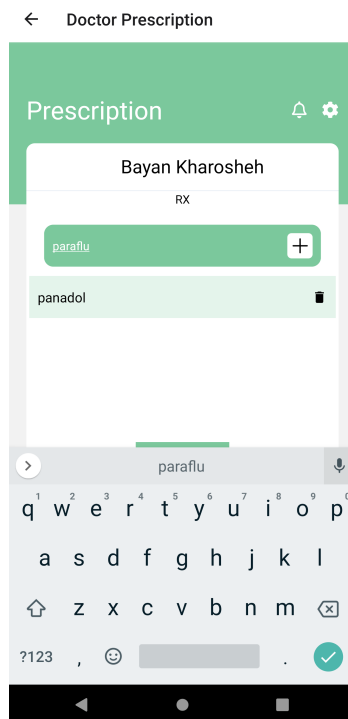 Doctor Prescription
Prescription
Bayan Kharosheh
RX
paraflu
panadol
paraflu
1 2 3 4 5 6 7 8 9 0
q w e r t y u i o p
a s d f g h j k l
z x c v b n m
?123 , .